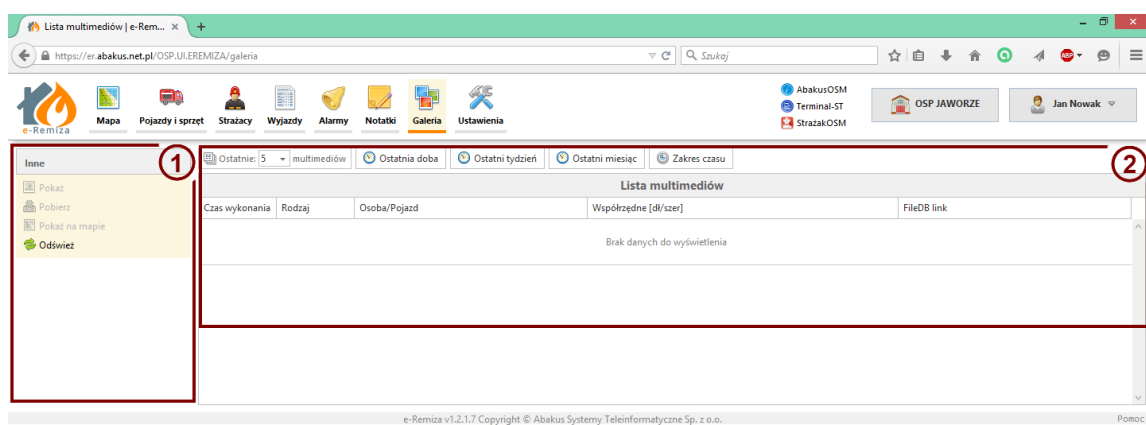 Lista multimediów | e-Rem... × +
https://er.abakus.net.pl/OSP.UI.EREMIZA/galeria Szukaj ABP
e-Remiza
Mapa Pojazdy i sprzęt Strażacy Wyjazdy Alarmy Notatki Galeria Ustawienia
AbakusOSM
Terminal-ST
StrażakOSM
OSP JAWORZE
Jan Nowak
Inne
1
Pokaż
Pobierz
Pokaż na mapie
Odśwież
Ostatnie: 5 multimediów Ostatnia doba Ostatni tydzień Ostatni miesiąc Zakres czasu
2
Lista multimediów
Czas wykonania Rodzaj Osoba/Pojazd Współrzędne [dł/szer] FileDB link
Brak danych do wyświetlenia
e-Remiza v1.2.1.7 Copyright © Abakus Systemy Teleinformatyczne Sp. z o.o. Pomoc